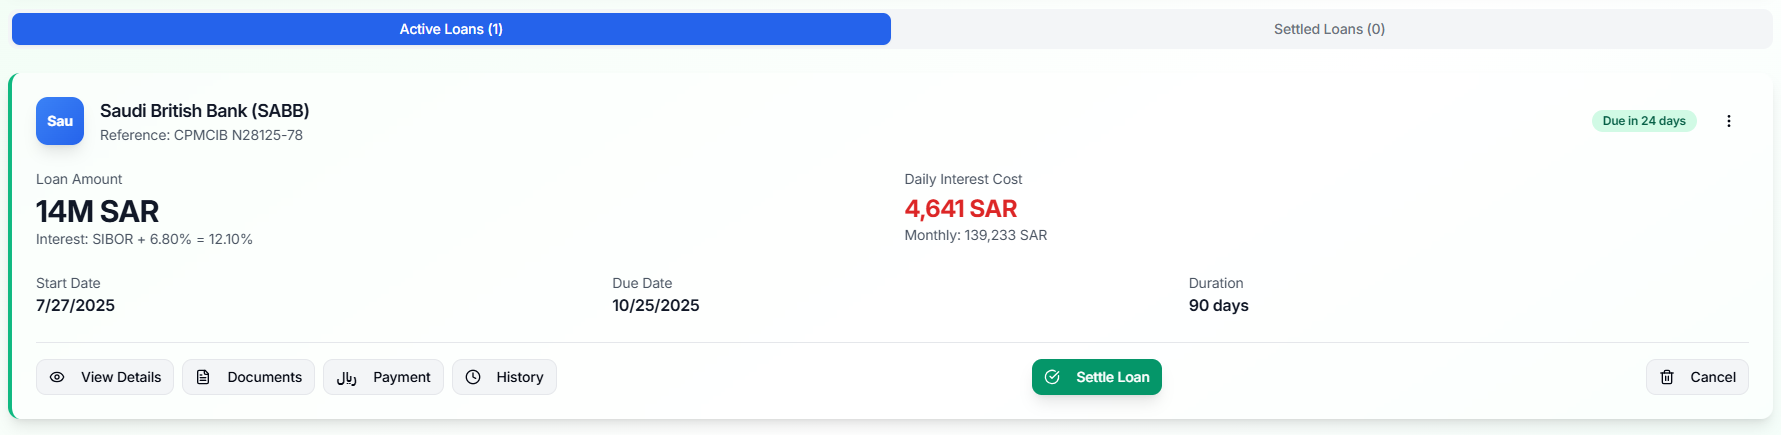 Active Loans (1)
Settled Loans (0)
Sau
Saudi British Bank (SABB)
Reference: CPMCIB N28125-78
Due in 24 days
Loan Amount
14M SAR
Interest: SIBOR + 6.80% = 12.10%
Daily Interest Cost
4,641 SAR
Monthly: 139,233 SAR
Start Date
7/27/2025
Due Date
10/25/2025
Duration
90 days
View Details
Documents
ریال Payment
History
Settle Loan
Cancel